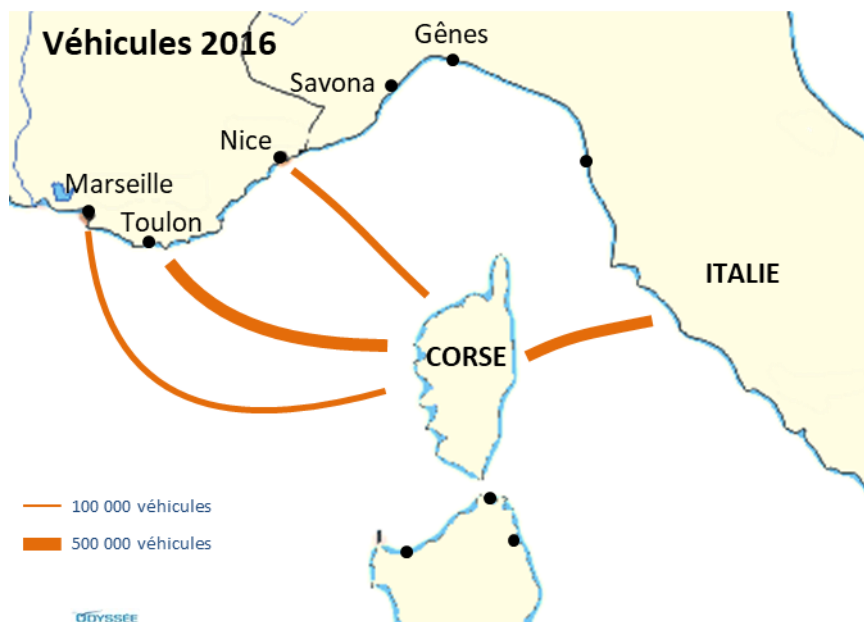 Véhicules 2016
Gênes
Savona
Nice
Marseille
Toulon
ITALIE
CORSE
100 000 véhicules
500 000 véhicules
ODYSSÉE